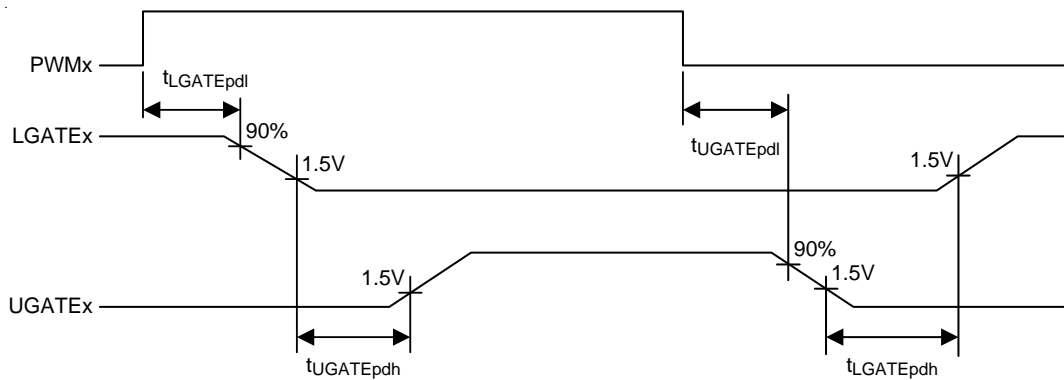 PWMx
tLGATEpdl
LGATEx
90%
1.5V
tUGATEpdl
1.5V
90%
1.5V
1.5V
UGATEx
tUGATEpdh
tLGATEpdh